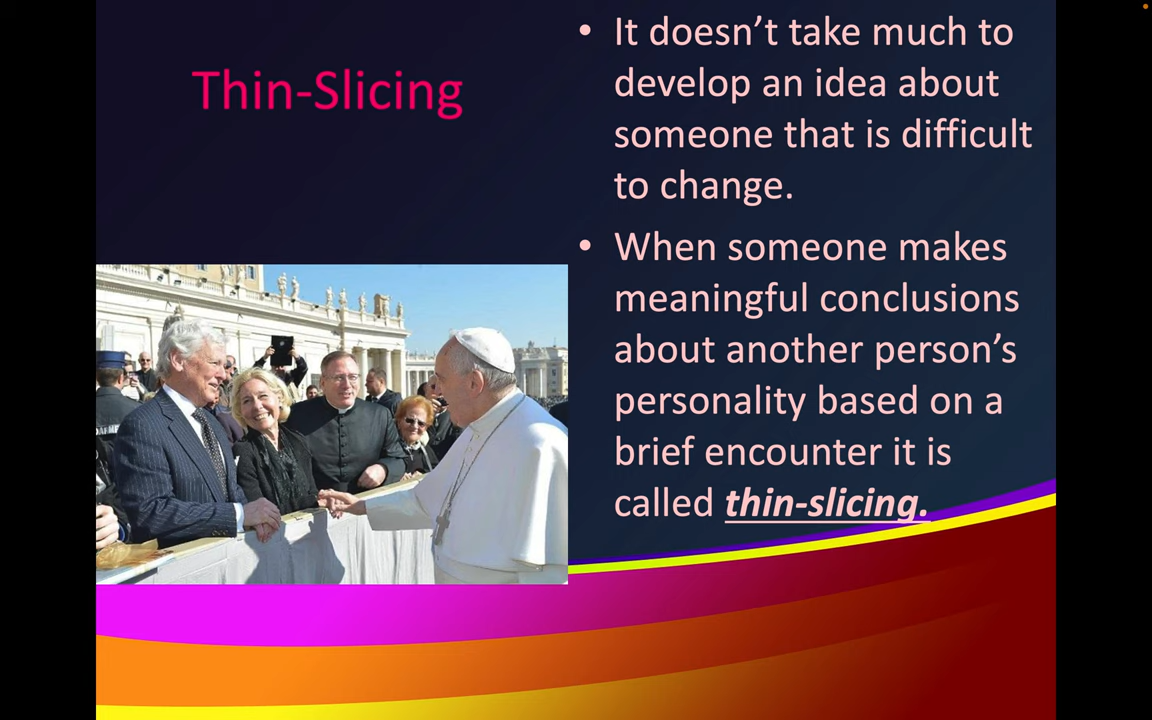 Thin-Slicing
• It doesn’t take much to
develop an idea about
someone that is difficult
to change.
• When someone makes
meaningful conclusions
about another person’s
personality based on a
brief encounter it is
called thin-slicing.